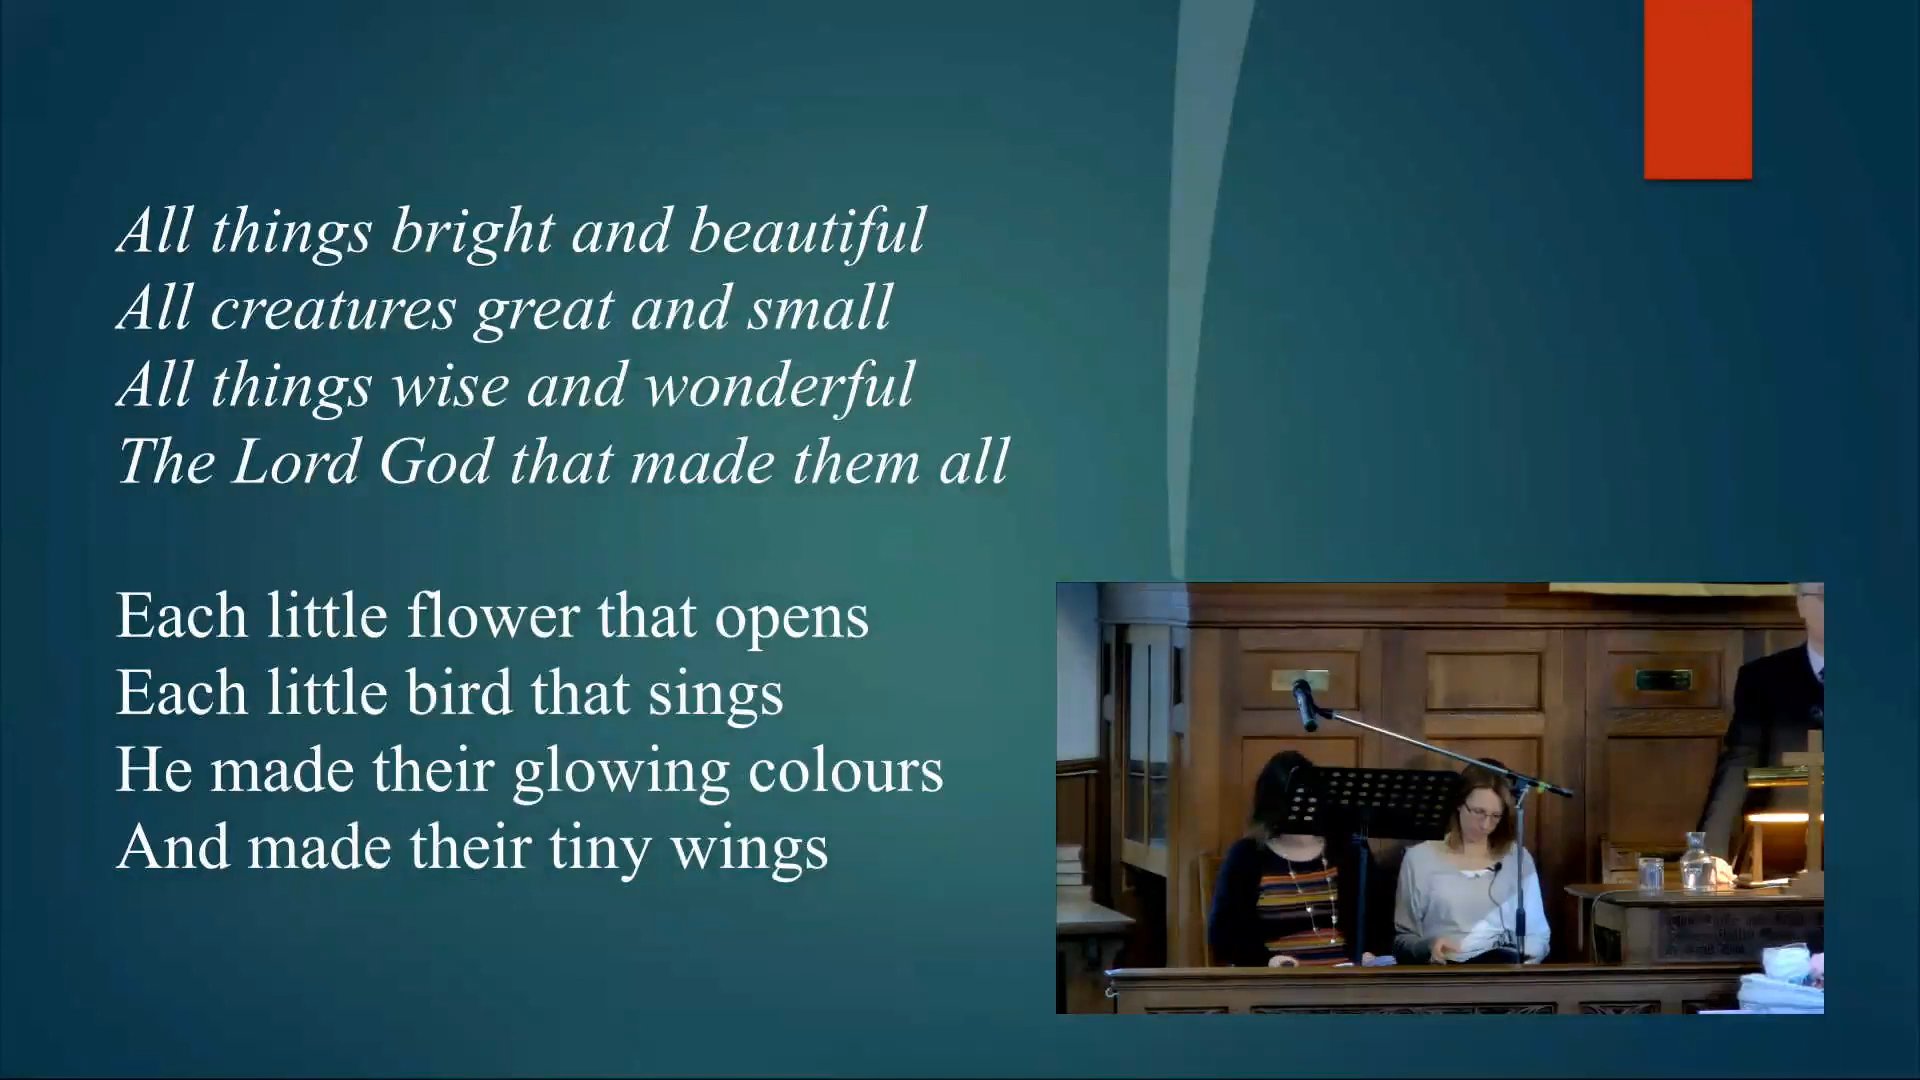 All things bright and beautiful
All creatures great and small
All things wise and wonderful
The Lord God that made them all
Each little flower that opens
Each little bird that sings
He made their glowing colours
And made their tiny wings